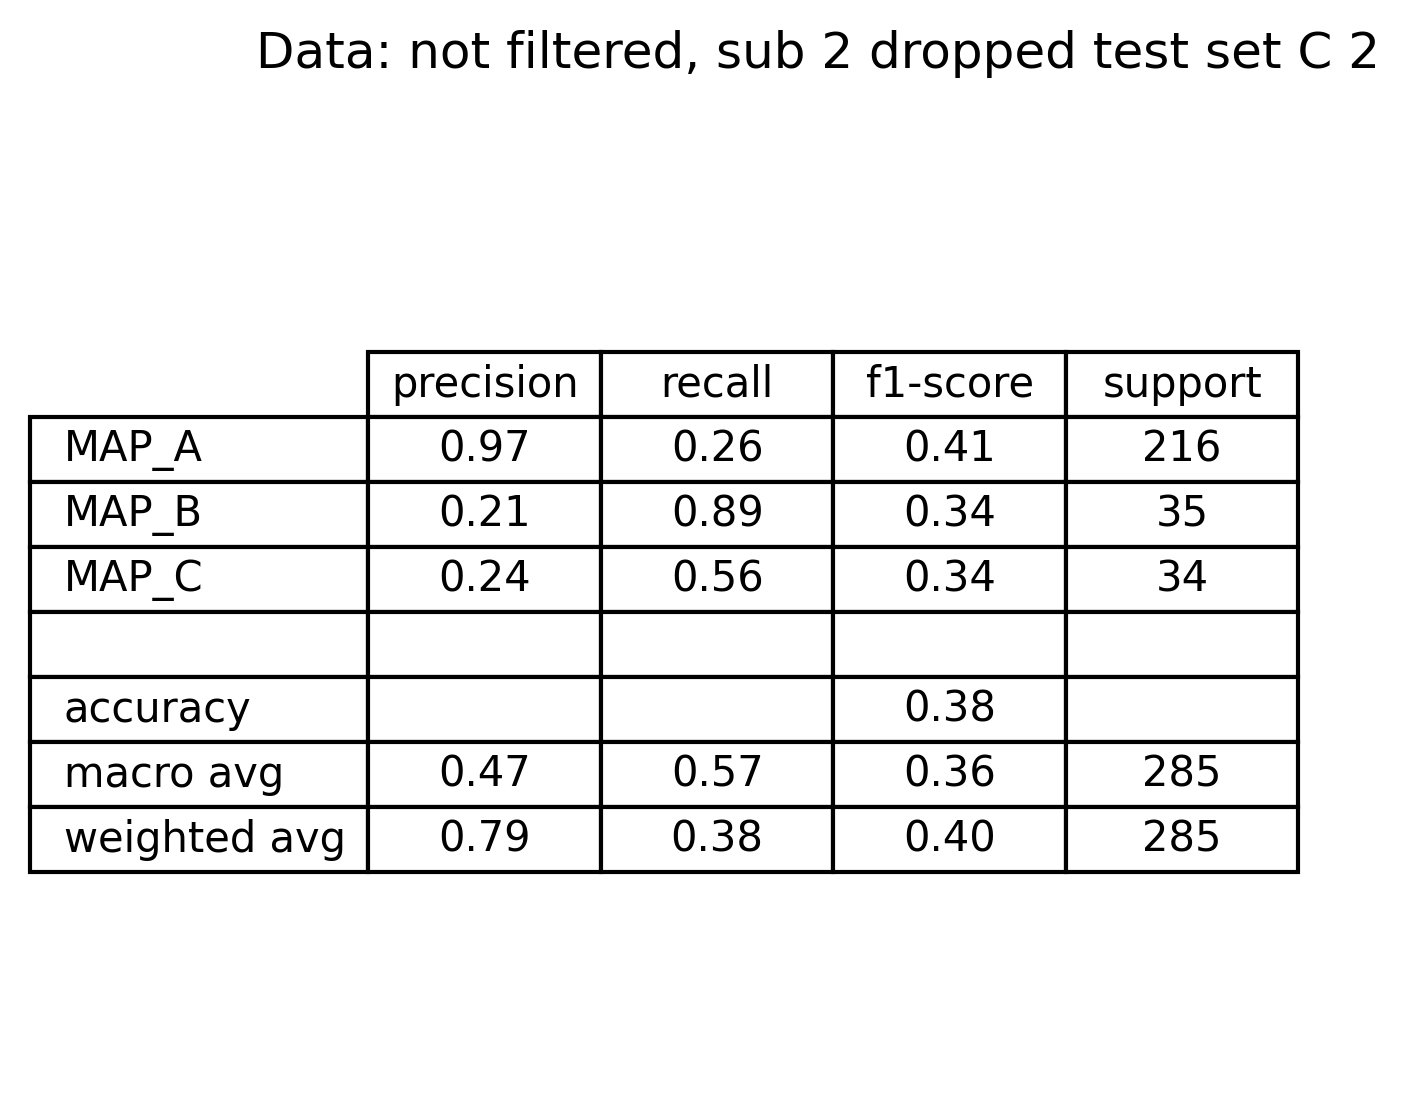 Data: not filtered, sub 2 dropped test set C 2
precision recall f1-score support
MAP_A 0.97 0.26 0.41 216
MAP_B 0.21 0.89 0.34 35
MAP_C 0.24 0.56 0.34 34
accuracy 0.38
macro avg 0.47 0.57 0.36 285
weighted avg 0.79 0.38 0.40 285